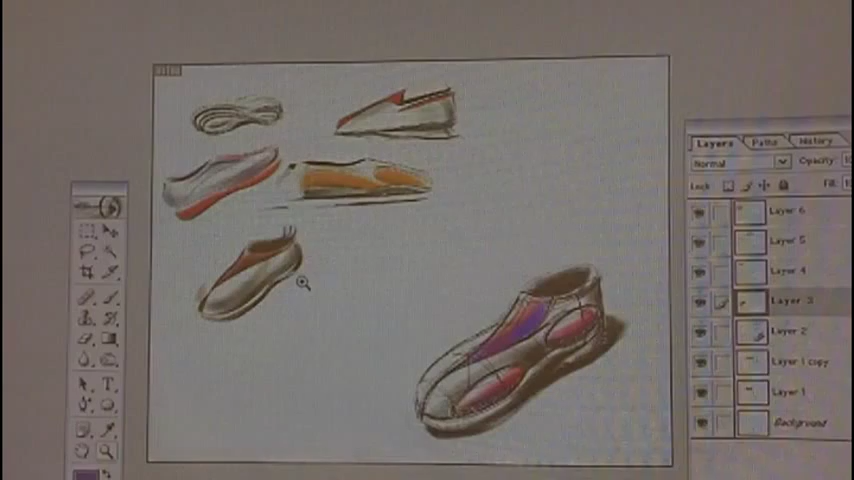 Layers Paths History
Normal Opacity:
Lock Fill:
Layer 6
Layer 5
Layer 4
Layer 3
Layer 2
Layer 1 copy
Layer 1
Background